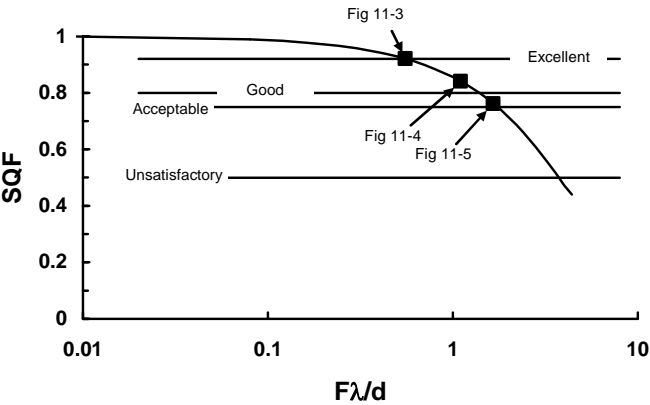 Fig 11-3
1
Excellent
0.8
Good
Acceptable
Fig 11-4
0.6
Fig 11-5
SQF
Unsatisfactory
0.4
0.2
0
0.01
0.1
1
10
Fλ/d